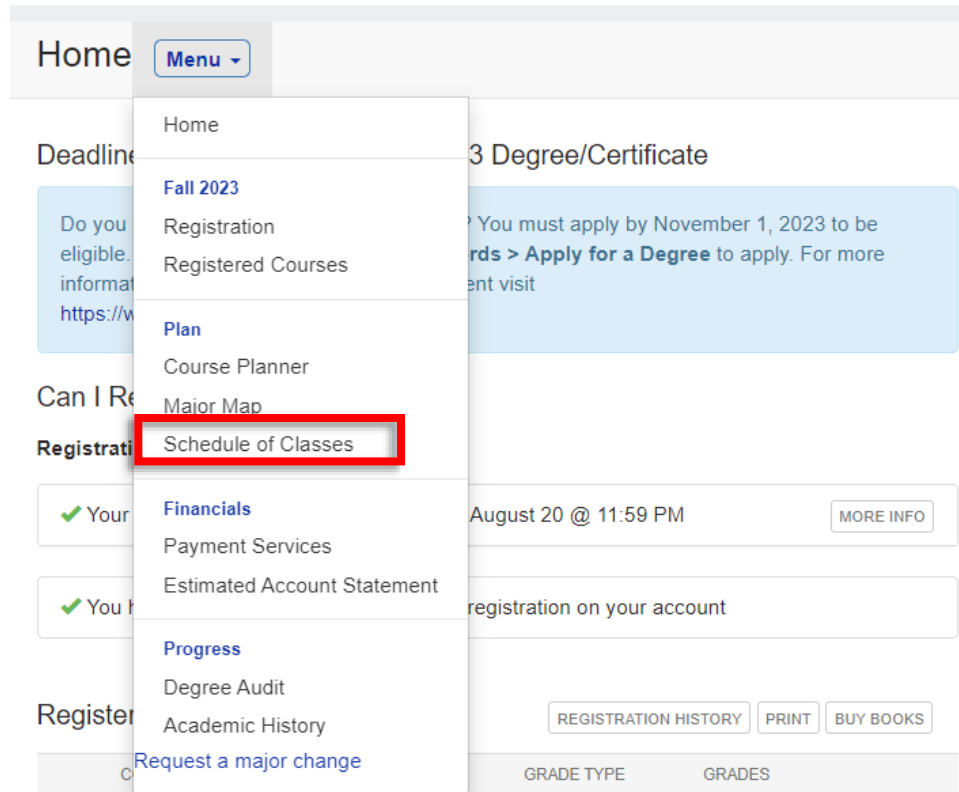 Home Menu
Home
Deadline 3 Degree/Certificate
Fall 2023
Do you ? You must apply by November 1, 2023 to be
Registration
eligible. rds > Apply for a Degree to apply. For more
Registered Courses
informat ent visit
https://w
Plan
Course Planner
Can I Re
Major Map
Schedule of Classes
Registrati
Financials
Your August 20 @ 11:59 PM MORE INFO
Payment Services
Estimated Account Statement
You h registration on your account
Progress
Degree Audit
Register REGISTRATION HISTORY PRINT BUY BOOKS
Academic History
Request a major change
C GRADE TYPE GRADES